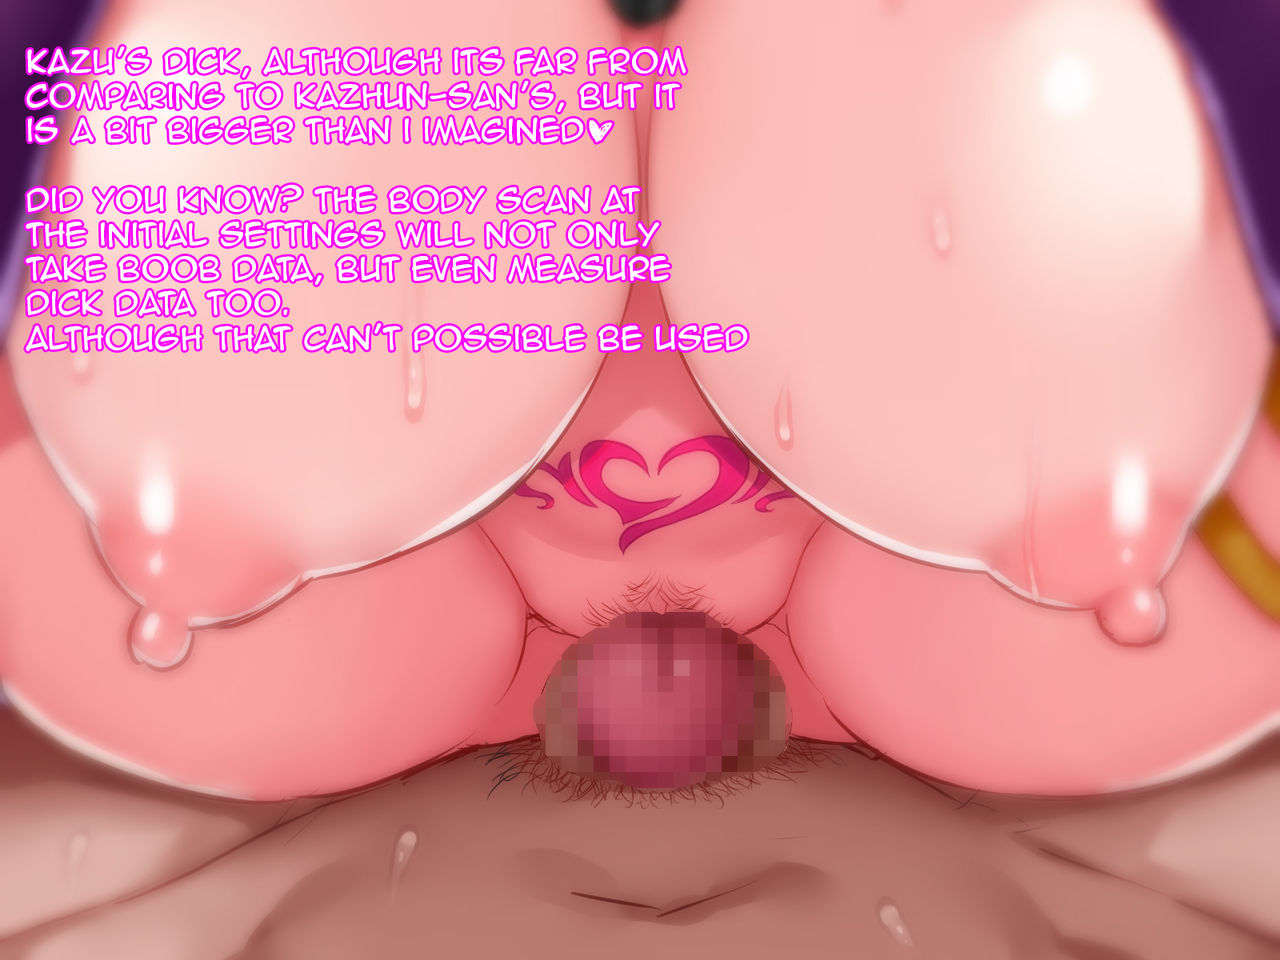 KAZU'S DICK, ALTHOUGH ITS FAR FROM
COMPARING TO KAZHUN-SAN'S, BUT IT
IS A BIT BIGGER THAN I IMAGINED♥
DID YOU KNOW? THE BODY SCAN AT
THE INITIAL SETTINGS WILL NOT ONLY
TAKE BOOB DATA, BUT EVEN MEASURE
DICK DATA TOO.
ALTHOUGH THAT CAN'T POSSIBLE BE USED